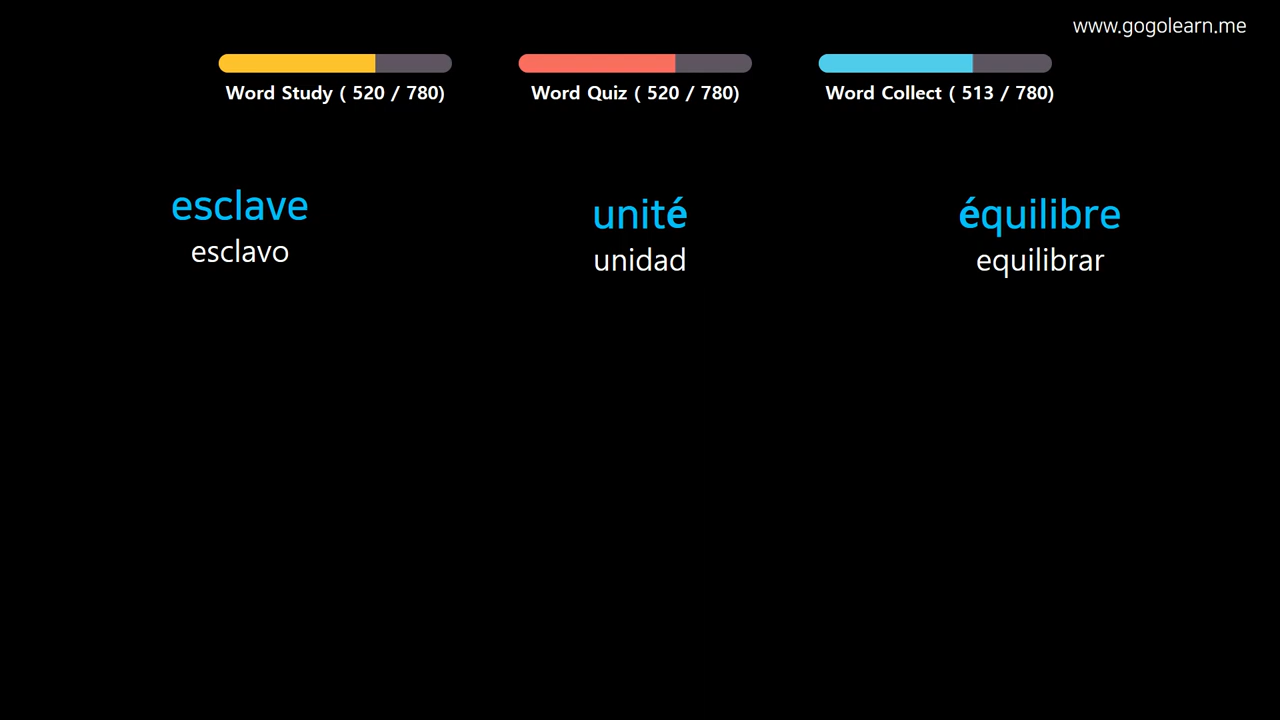 www.gogolearn.me
Word Study ( 520 / 780)
Word Quiz ( 520 / 780)
Word Collect ( 513 / 780)
esclave
esclavo
unité
unidad
équilibre
equilibrar